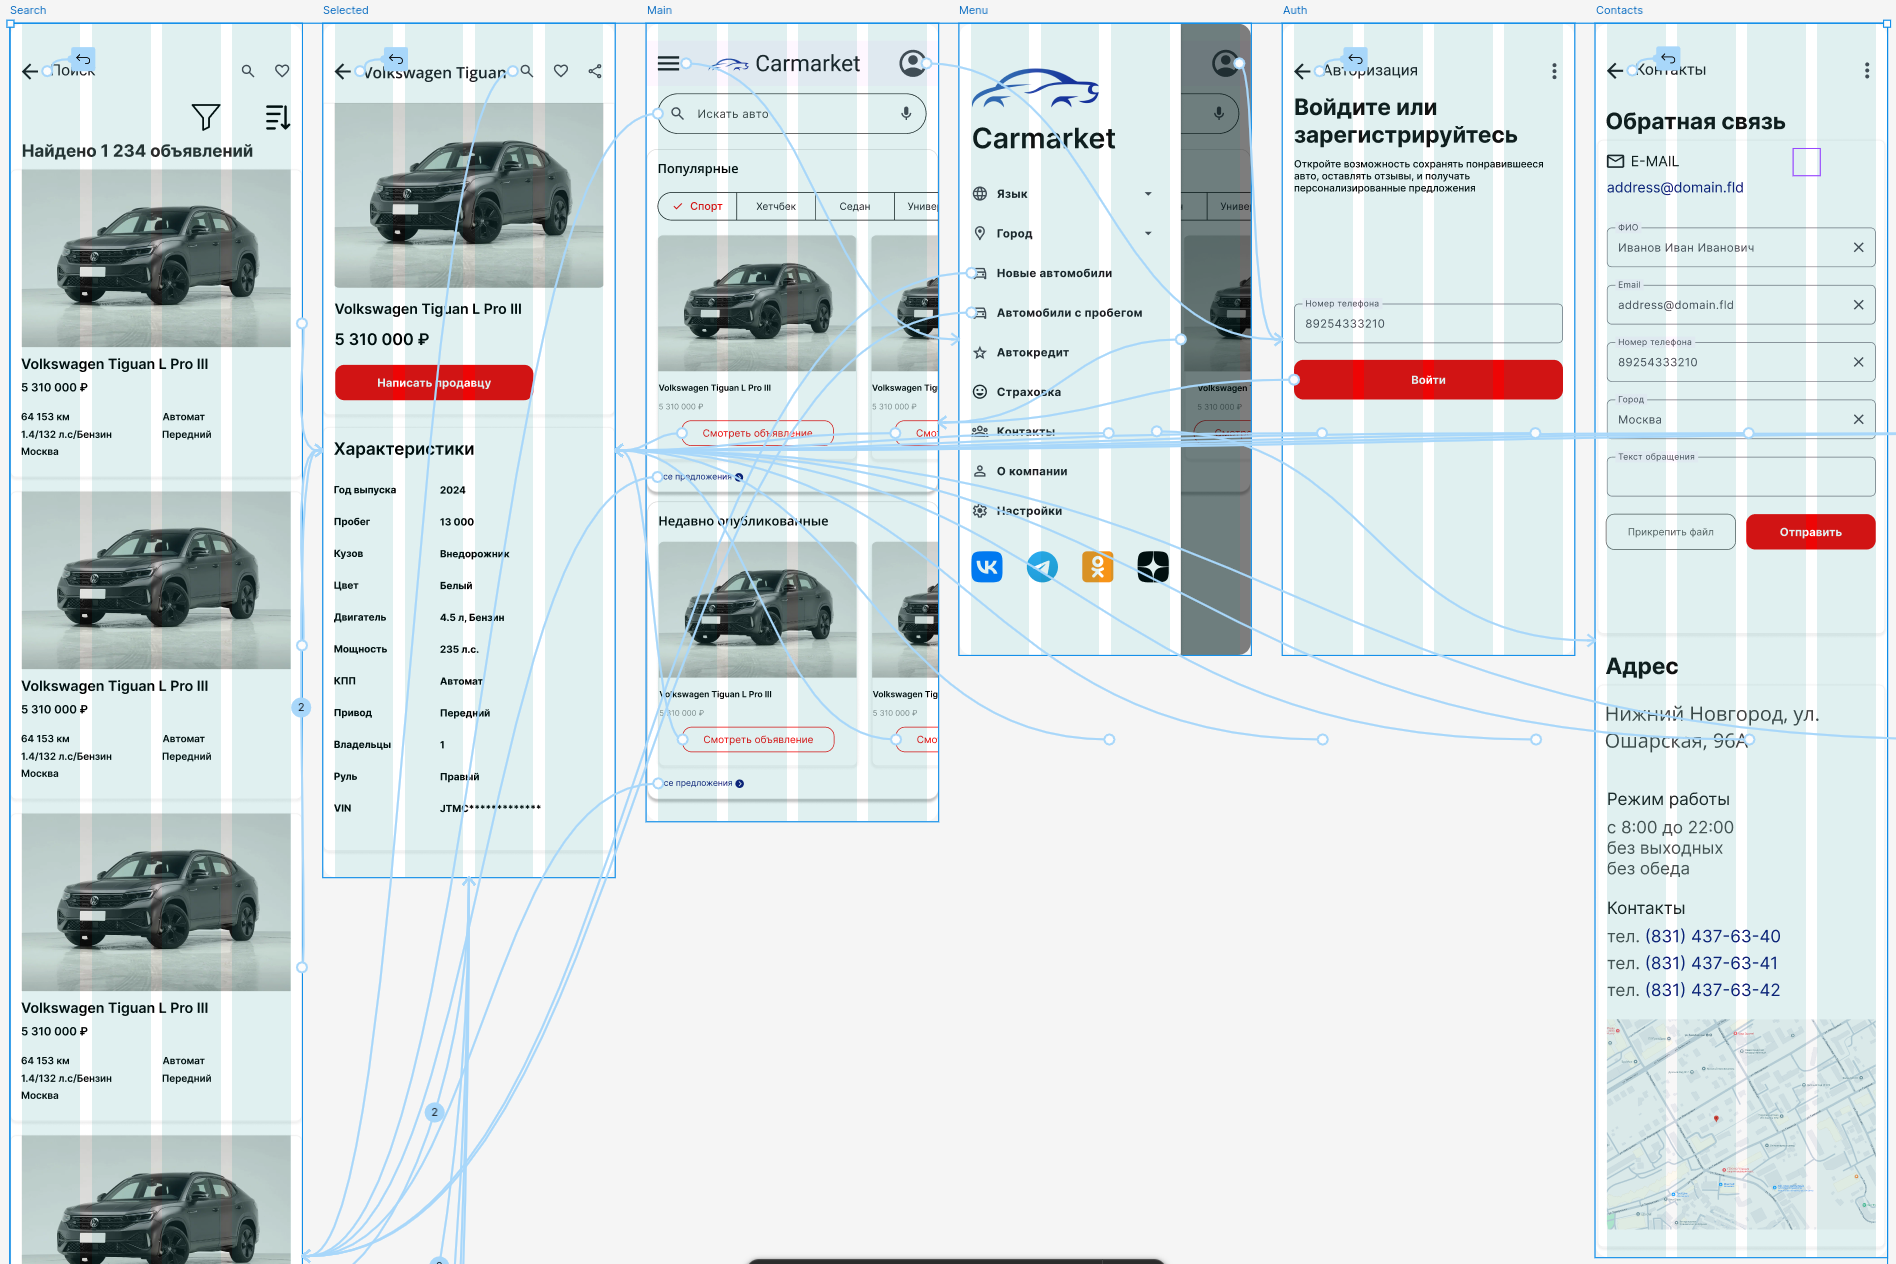 Search
Поиск
Найдено 1 234 объявлений
Volkswagen Tiguan L Pro III
5 310 000 ₽
64 153 км Автомат
1.4/132 л.с/Бензин Передний
Москва
Volkswagen Tiguan L Pro III
5 310 000 ₽
64 153 км Автомат
1.4/132 л.с/Бензин Передний
Москва
Volkswagen Tiguan L Pro III
5 310 000 ₽
64 153 км Автомат
1.4/132 л.с/Бензин Передний
Москва
2
Selected
Volkswagen Tiguan
Volkswagen Tiguan L Pro III
5 310 000 ₽
Написать продавцу
Характеристики
Год выпуска 2024
Пробег 13 000
Кузов Внедорожник
Цвет Белый
Двигатель 4.5 л, Бензин
Мощность 235 л.с.
КПП Автомат
Привод Передний
Владельцы 1
Руль Правый
VIN JTMC*************
2
Main
Carmarket
Искать авто
Популярные
Спорт Хетчбек Седан Универ
Volkswagen Tiguan L Pro III Volkswagen Tig
5 310 000 ₽ 5 310 000 ₽
Смотреть объявление Смо
се предложения
Недавно опубликованные
Volkswagen Tiguan L Pro III Volkswagen Tig
5 310 000 ₽ 5 310 000 ₽
Смотреть объявление Смо
се предложения
Menu
Carmarket
Язык
Город
Новые автомобили
Автомобили с пробегом
Автокредит
Страховка
Контакты
О компании
Настройки
Универ
Volkswagen
5 310 000 ₽
Auth
Авторизация
Войдите или
зарегистрируйтесь
Откройте возможность сохранять понравившееся
авто, оставлять отзывы, и получать
персонализированные предложения
Номер телефона
89254333210
Войти
Contacts
Контакты
Обратная связь
E-MAIL
address@domain.fld
ФИО
Иванов Иван Иванович
Email
address@domain.fld
Номер телефона
89254333210
Город
Москва
Текст обращения
Прикрепить файл Отправить
Адрес
Нижний Новгород, ул.
Ошарская, 96А
Режим работы
с 8:00 до 22:00
без выходных
без обеда
Контакты
тел. (831) 437-63-40
тел. (831) 437-63-41
тел. (831) 437-63-42